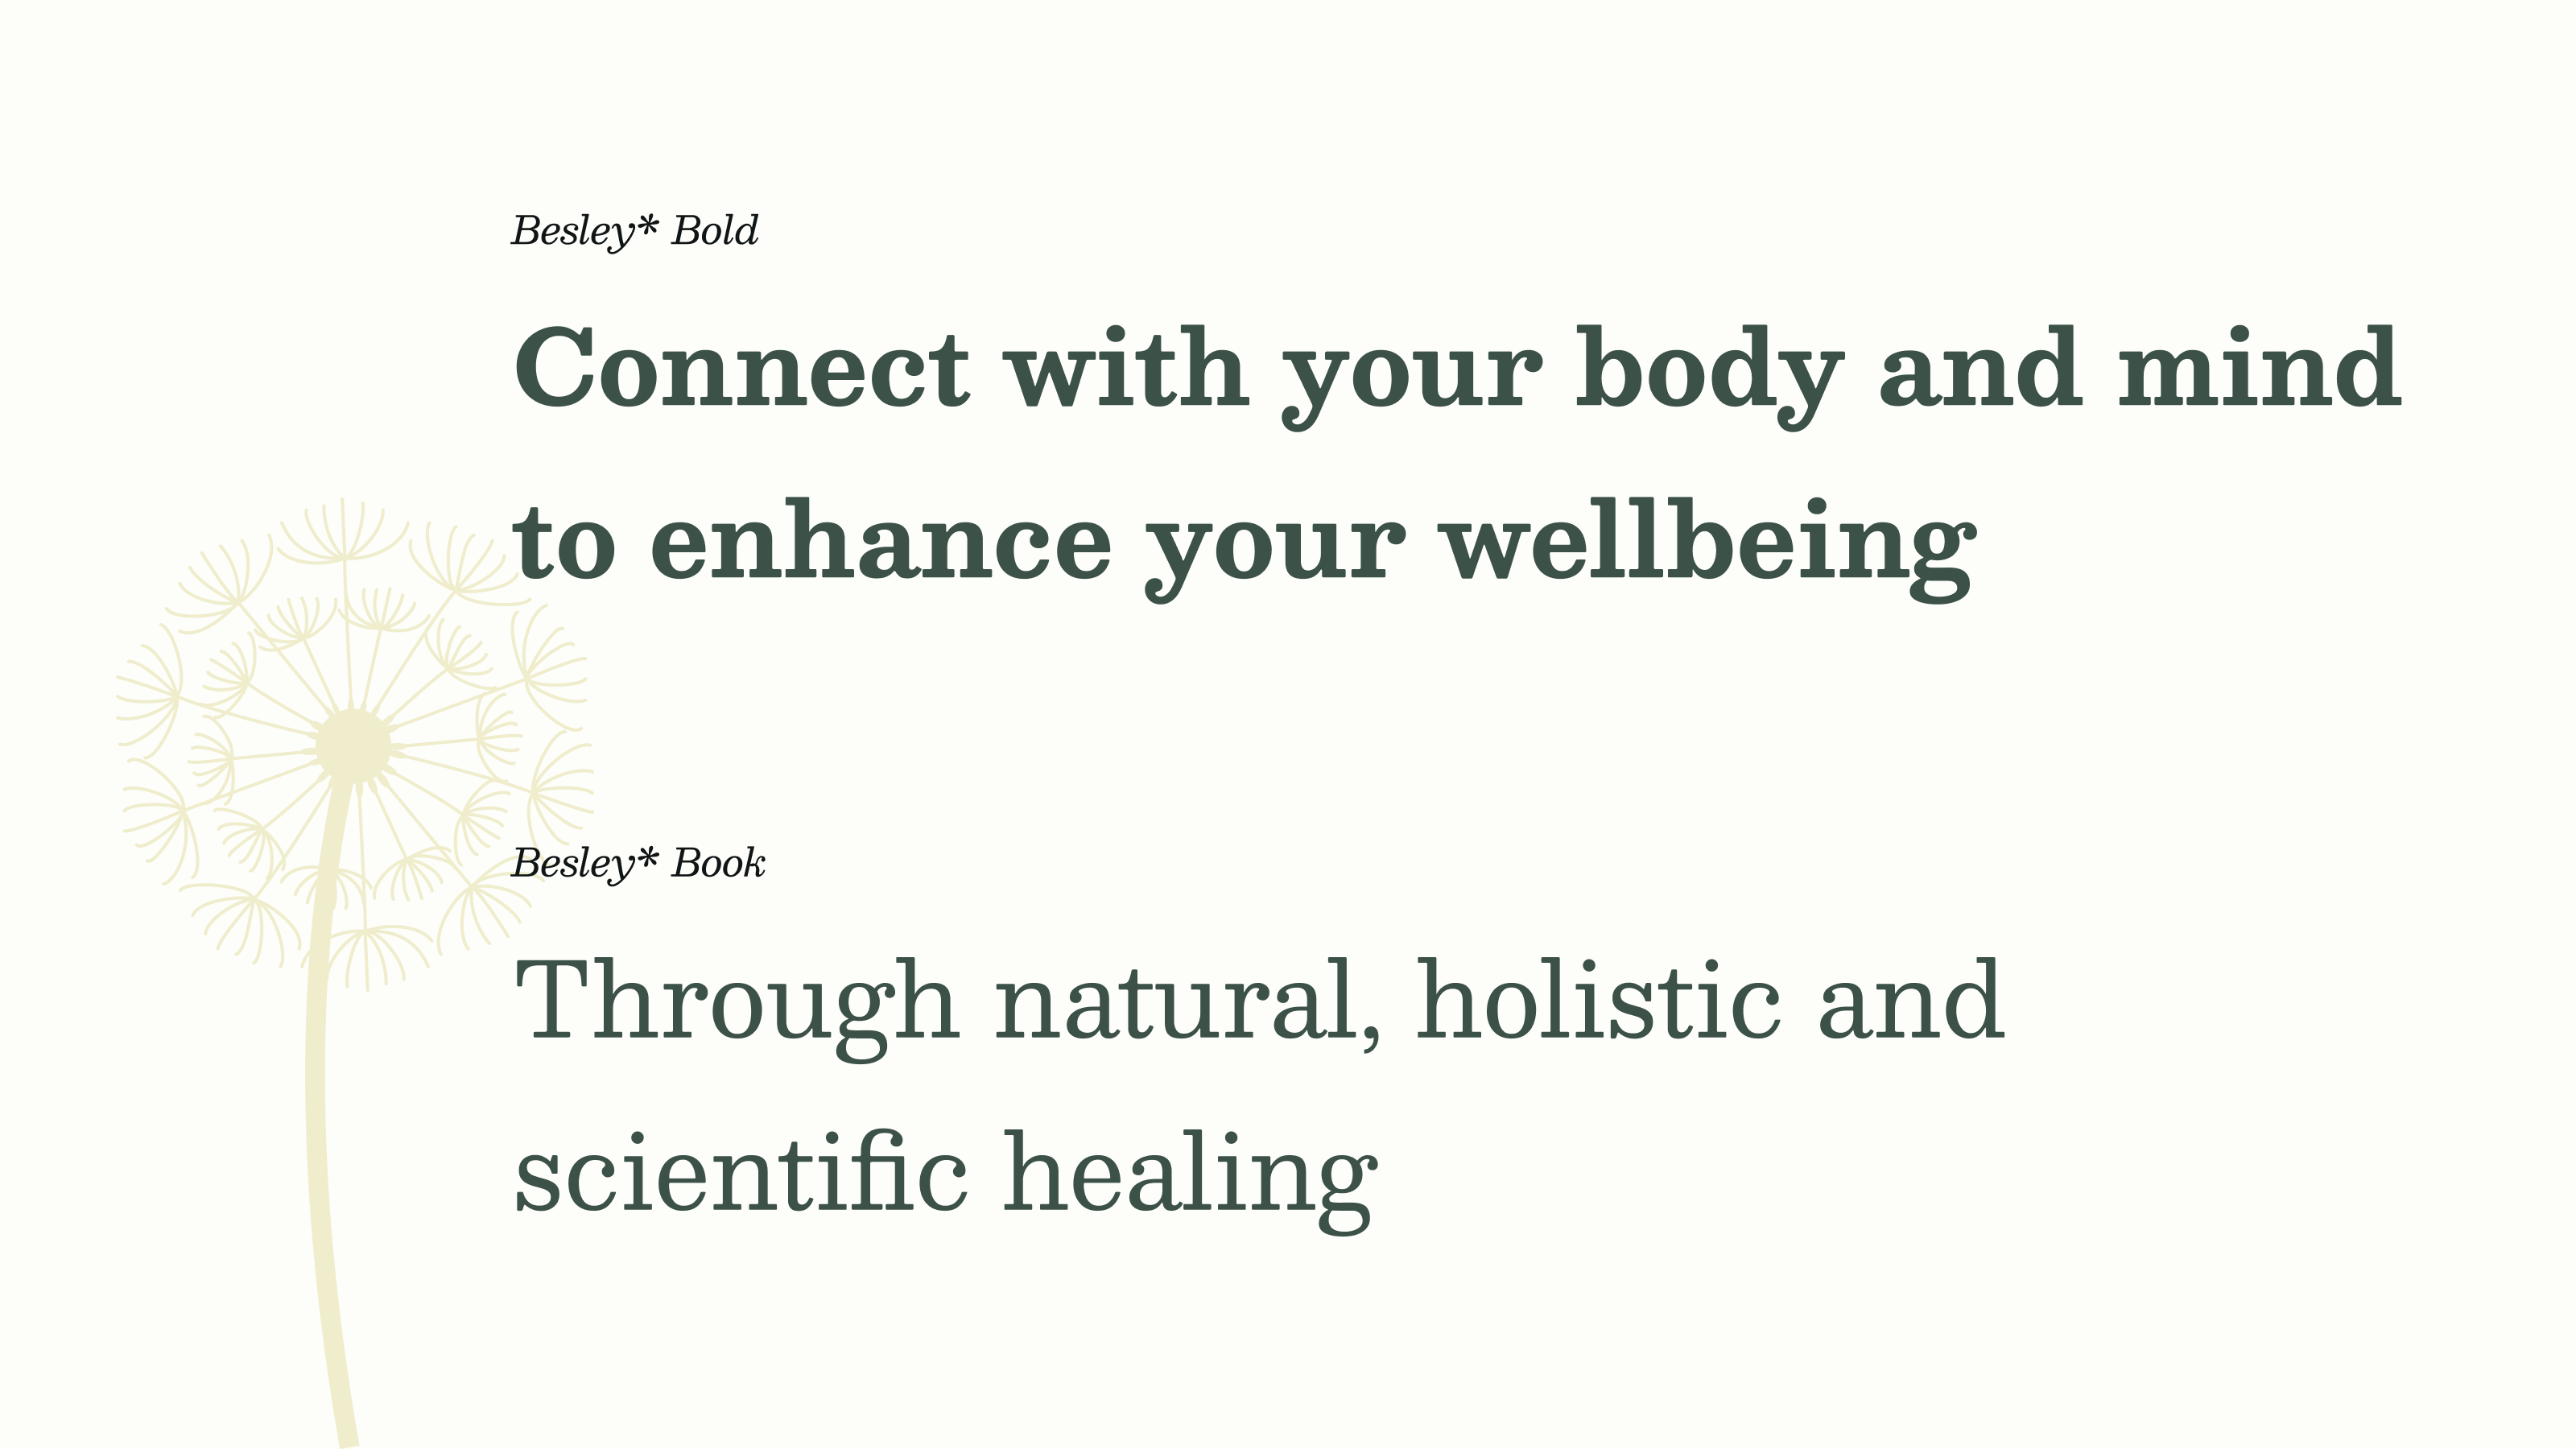 Besley* Bold
Connect with your body and mind
to enhance your wellbeing
Besley* Book
Through natural, holistic and
scientific healing